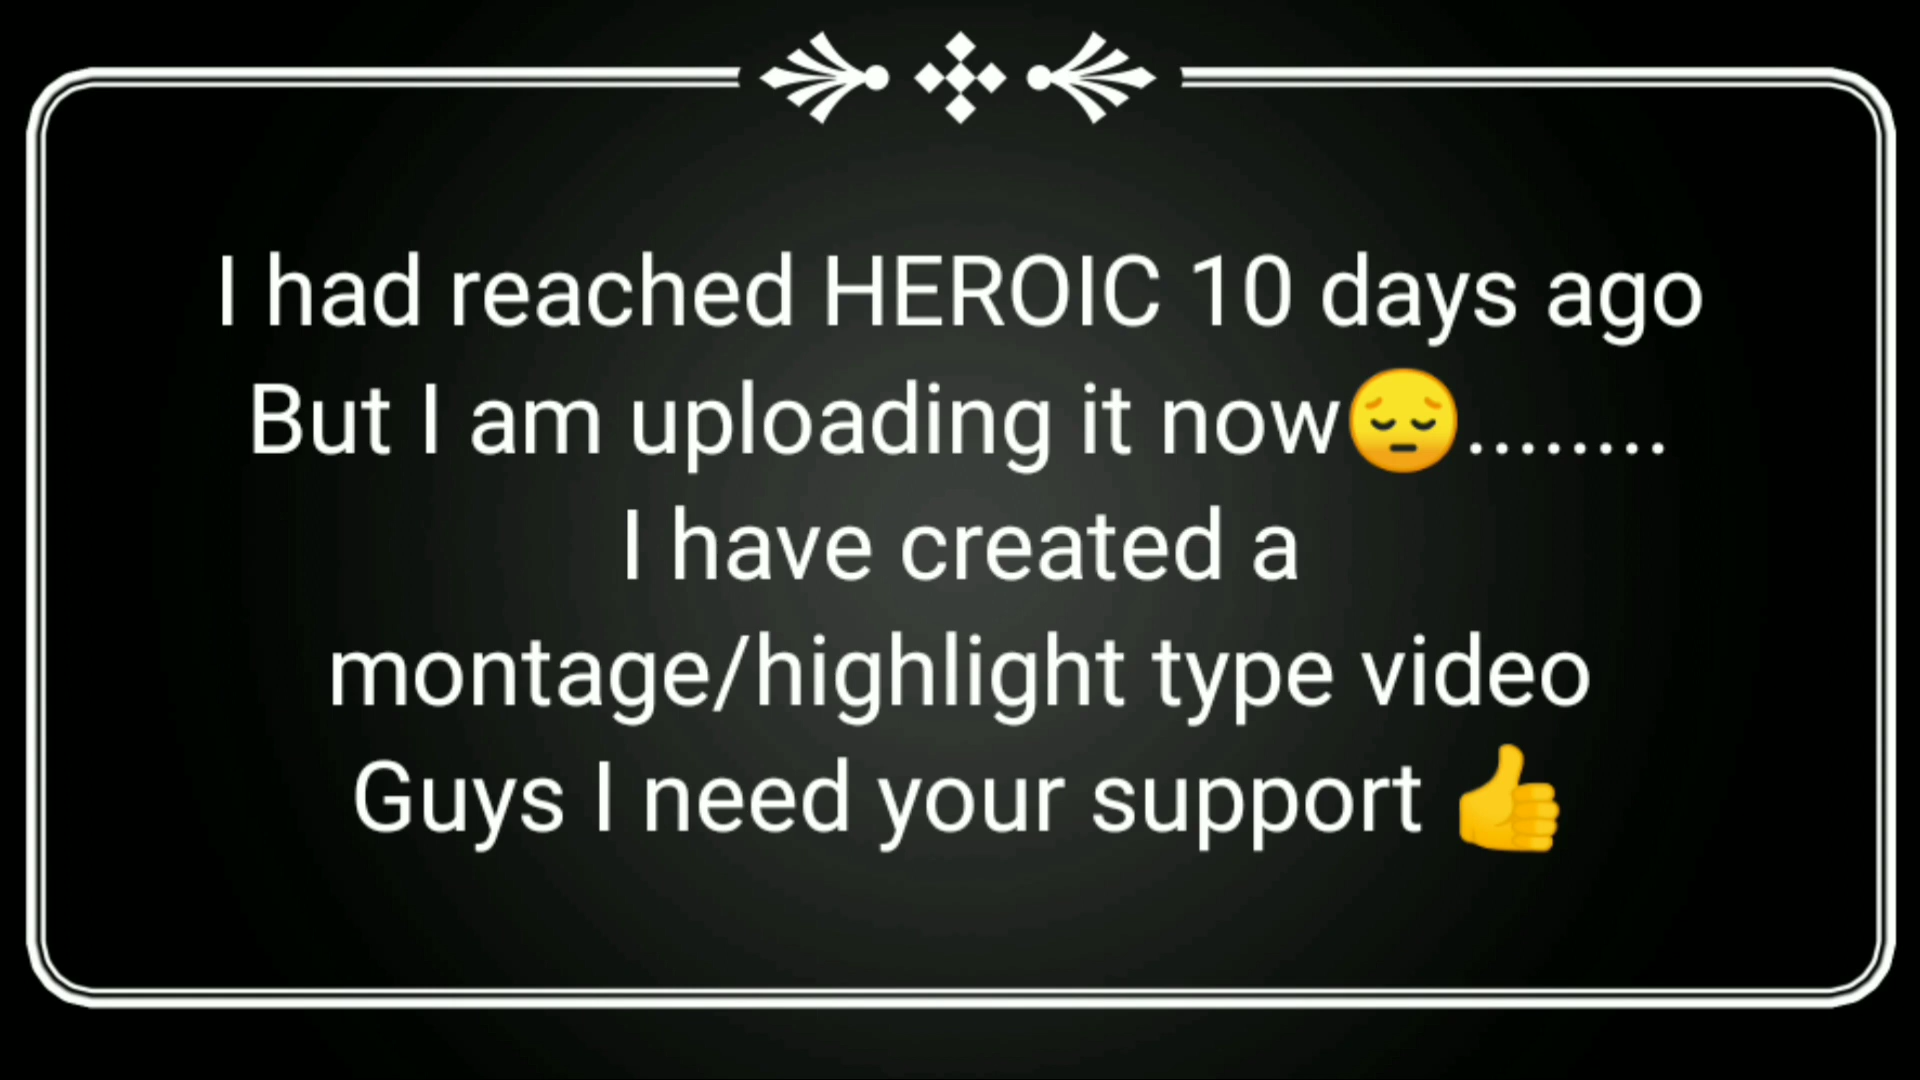 I had reached HEROIC 10 days ago
But I am uploading it now😔........
I have created a
montage/highlight type video
Guys I need your support 👍